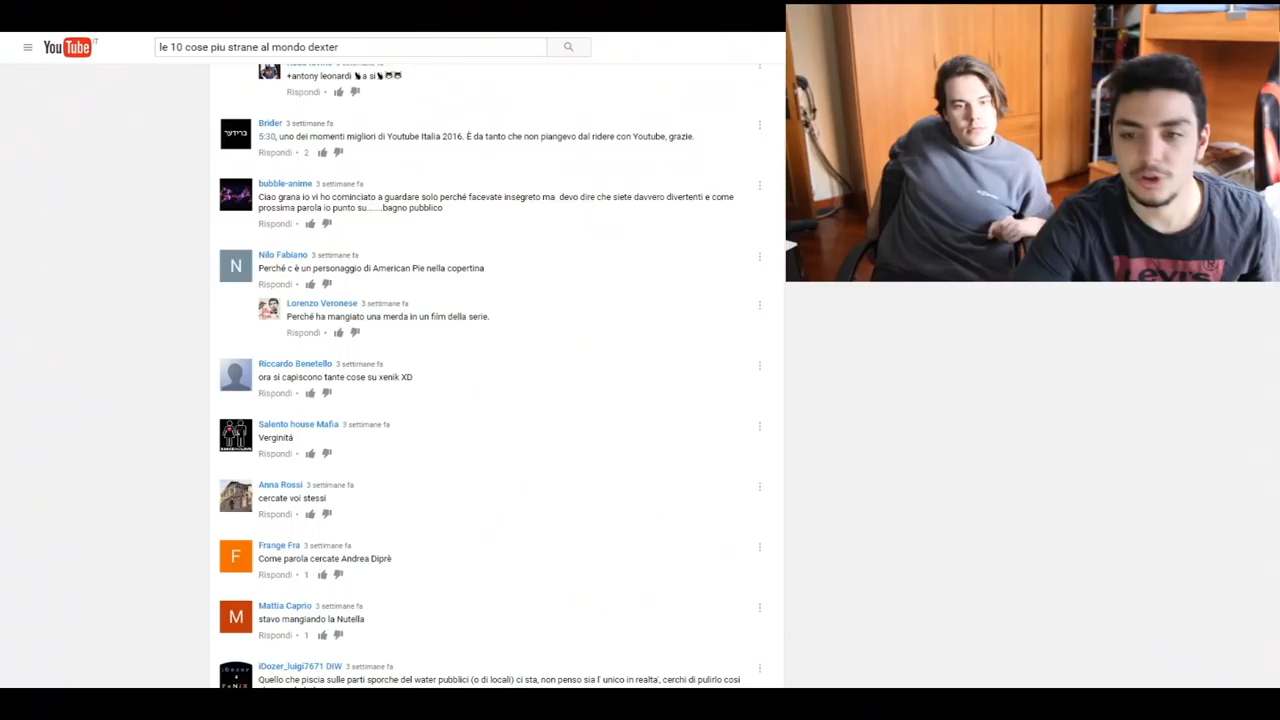 YouTube IT
le 10 cose piu strane al mondo dexter
+antony leonardi a si
Rispondi •
Brider 3 settimane fa
ברידער
5:30, uno dei momenti migliori di Youtube Italia 2016. È da tanto che non piangevo dal ridere con Youtube, grazie.
Rispondi • 2
bubble-anime 3 settimane fa
Ciao grana io vi ho cominciato a guardare solo perché facevate insegreto ma devo dire che siete davvero divertenti e come
prossima parola io punto su.......bagno pubblico
Rispondi •
Nilo Fabiano 3 settimane fa
N
Perché c è un personaggio di American Pie nella copertina
Rispondi •
Lorenzo Veronese 3 settimane fa
Perché ha mangiato una merda in un film della serie.
Rispondi •
Riccardo Benetello 3 settimane fa
ora si capiscono tante cose su xenik XD
Rispondi •
Salento house Mafia 3 settimane fa
Verginitá
Rispondi •
Anna Rossi 3 settimane fa
cercate voi stessi
Rispondi •
Frange Fra 3 settimane fa
F
Come parola cercate Andrea Diprè
Rispondi • 1
Mattia Caprio 3 settimane fa
M
stavo mangiando la Nutella
Rispondi • 1
iDozer_luigi7671 DIW 3 settimane fa
Quello che piscia sulle parti sporche del water pubblici (o di locali) ci sta, non penso sia l' unico in realta', cerchi di pulirlo cosi
Levi's